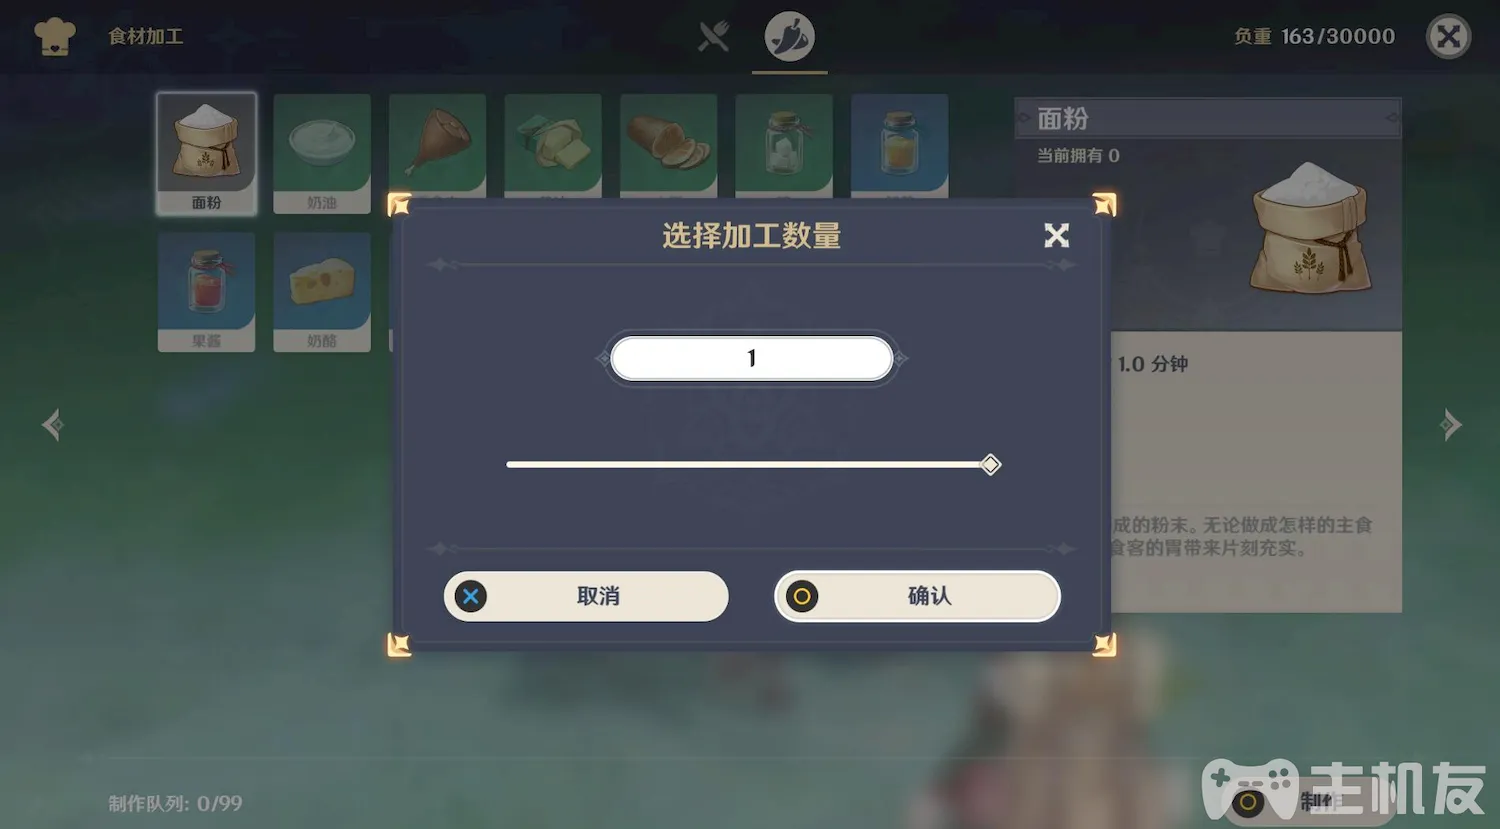 食材加工
负重 163/30000
面粉
奶油
面粉
当前拥有 0
选择加工数量
果酱
奶酪
1
1.0 分钟
成的粉末。无论做成怎样的主食
食客的胃带来片刻充实。
取消
确认
制作队列: 0/99
制作
主机友